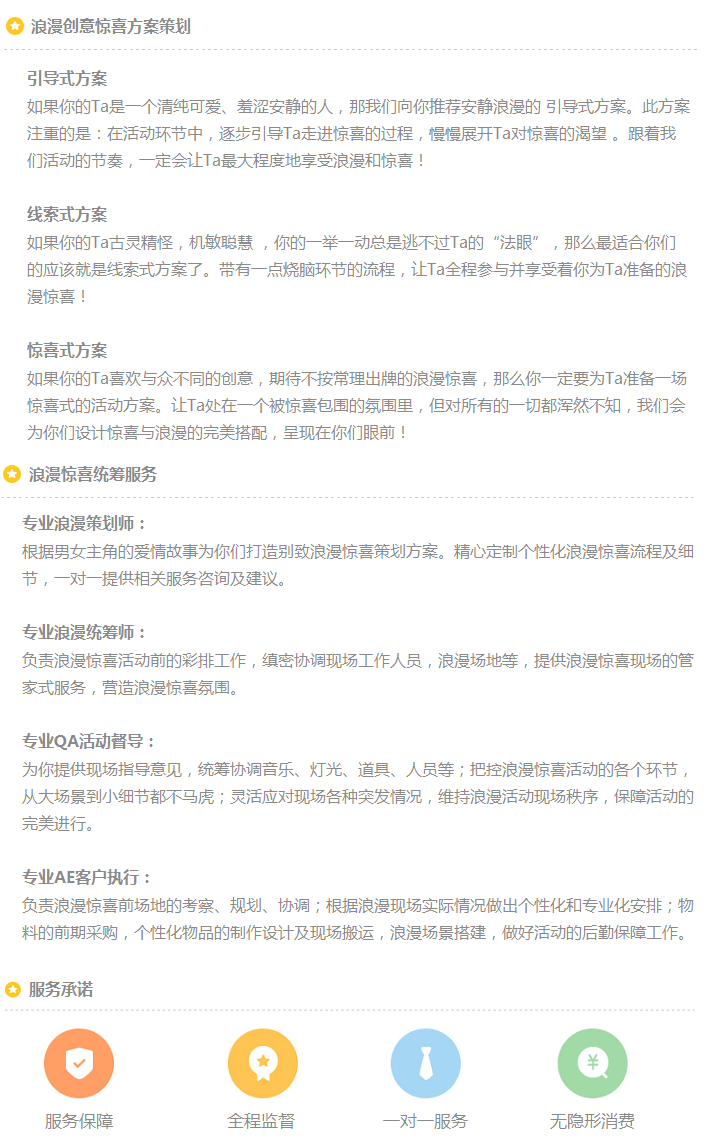 浪漫创意惊喜方案策划
引导式方案
如果你的Ta是一个清纯可爱、羞涩安静的人，那我们向你推荐安静浪漫的 引导式方案。此方案
注重的是：在活动环节中，逐步引导Ta走进惊喜的过程，慢慢展开Ta对惊喜的渴望 。跟着我
们活动的节奏，一定会让Ta最大程度地享受浪漫和惊喜！
线索式方案
如果你的Ta古灵精怪，机敏聪慧 ，你的一举一动总是逃不过Ta的“法眼” ，那么最适合你们
的应该就是线索式方案了。带有一点烧脑环节的流程，让Ta全程参与并享受着你为Ta准备的浪
漫惊喜！
惊喜式方案
如果你的Ta喜欢与众不同的创意，期待不按常理出牌的浪漫惊喜，那么你一定要为Ta准备一场
惊喜式的活动方案。让Ta处在一个被惊喜包围的氛围里，但对所有的一切都浑然不知，我们会
为你们设计惊喜与浪漫的完美搭配，呈现在你们眼前！
浪漫惊喜统筹服务
专业浪漫策划师：
根据男女主角的爱情故事为你们打造别致浪漫惊喜策划方案。精心定制个性化浪漫惊喜流程及细
节，一对一提供相关服务咨询及建议。
专业浪漫统筹师：
负责浪漫惊喜活动前的彩排工作，缜密协调现场工作人员，浪漫场地等，提供浪漫惊喜现场的管
家式服务，营造浪漫惊喜氛围。
专业QA活动督导：
为你提供现场指导意见，统筹协调音乐、灯光、道具、人员等；把控浪漫惊喜活动的各个环节，
从大场景到小细节都不马虎；灵活应对现场各种突发情况，维持浪漫活动现场秩序，保障活动的
完美进行。
专业AE客户执行：
负责浪漫惊喜前场地的考察、规划、协调；根据浪漫现场实际情况做出个性化和专业化安排；物
料的前期采购，个性化物品的制作设计及现场搬运，浪漫场景搭建，做好活动的后勤保障工作。
服务承诺
¥
服务保障 全程监督 一对一服务 无隐形消费